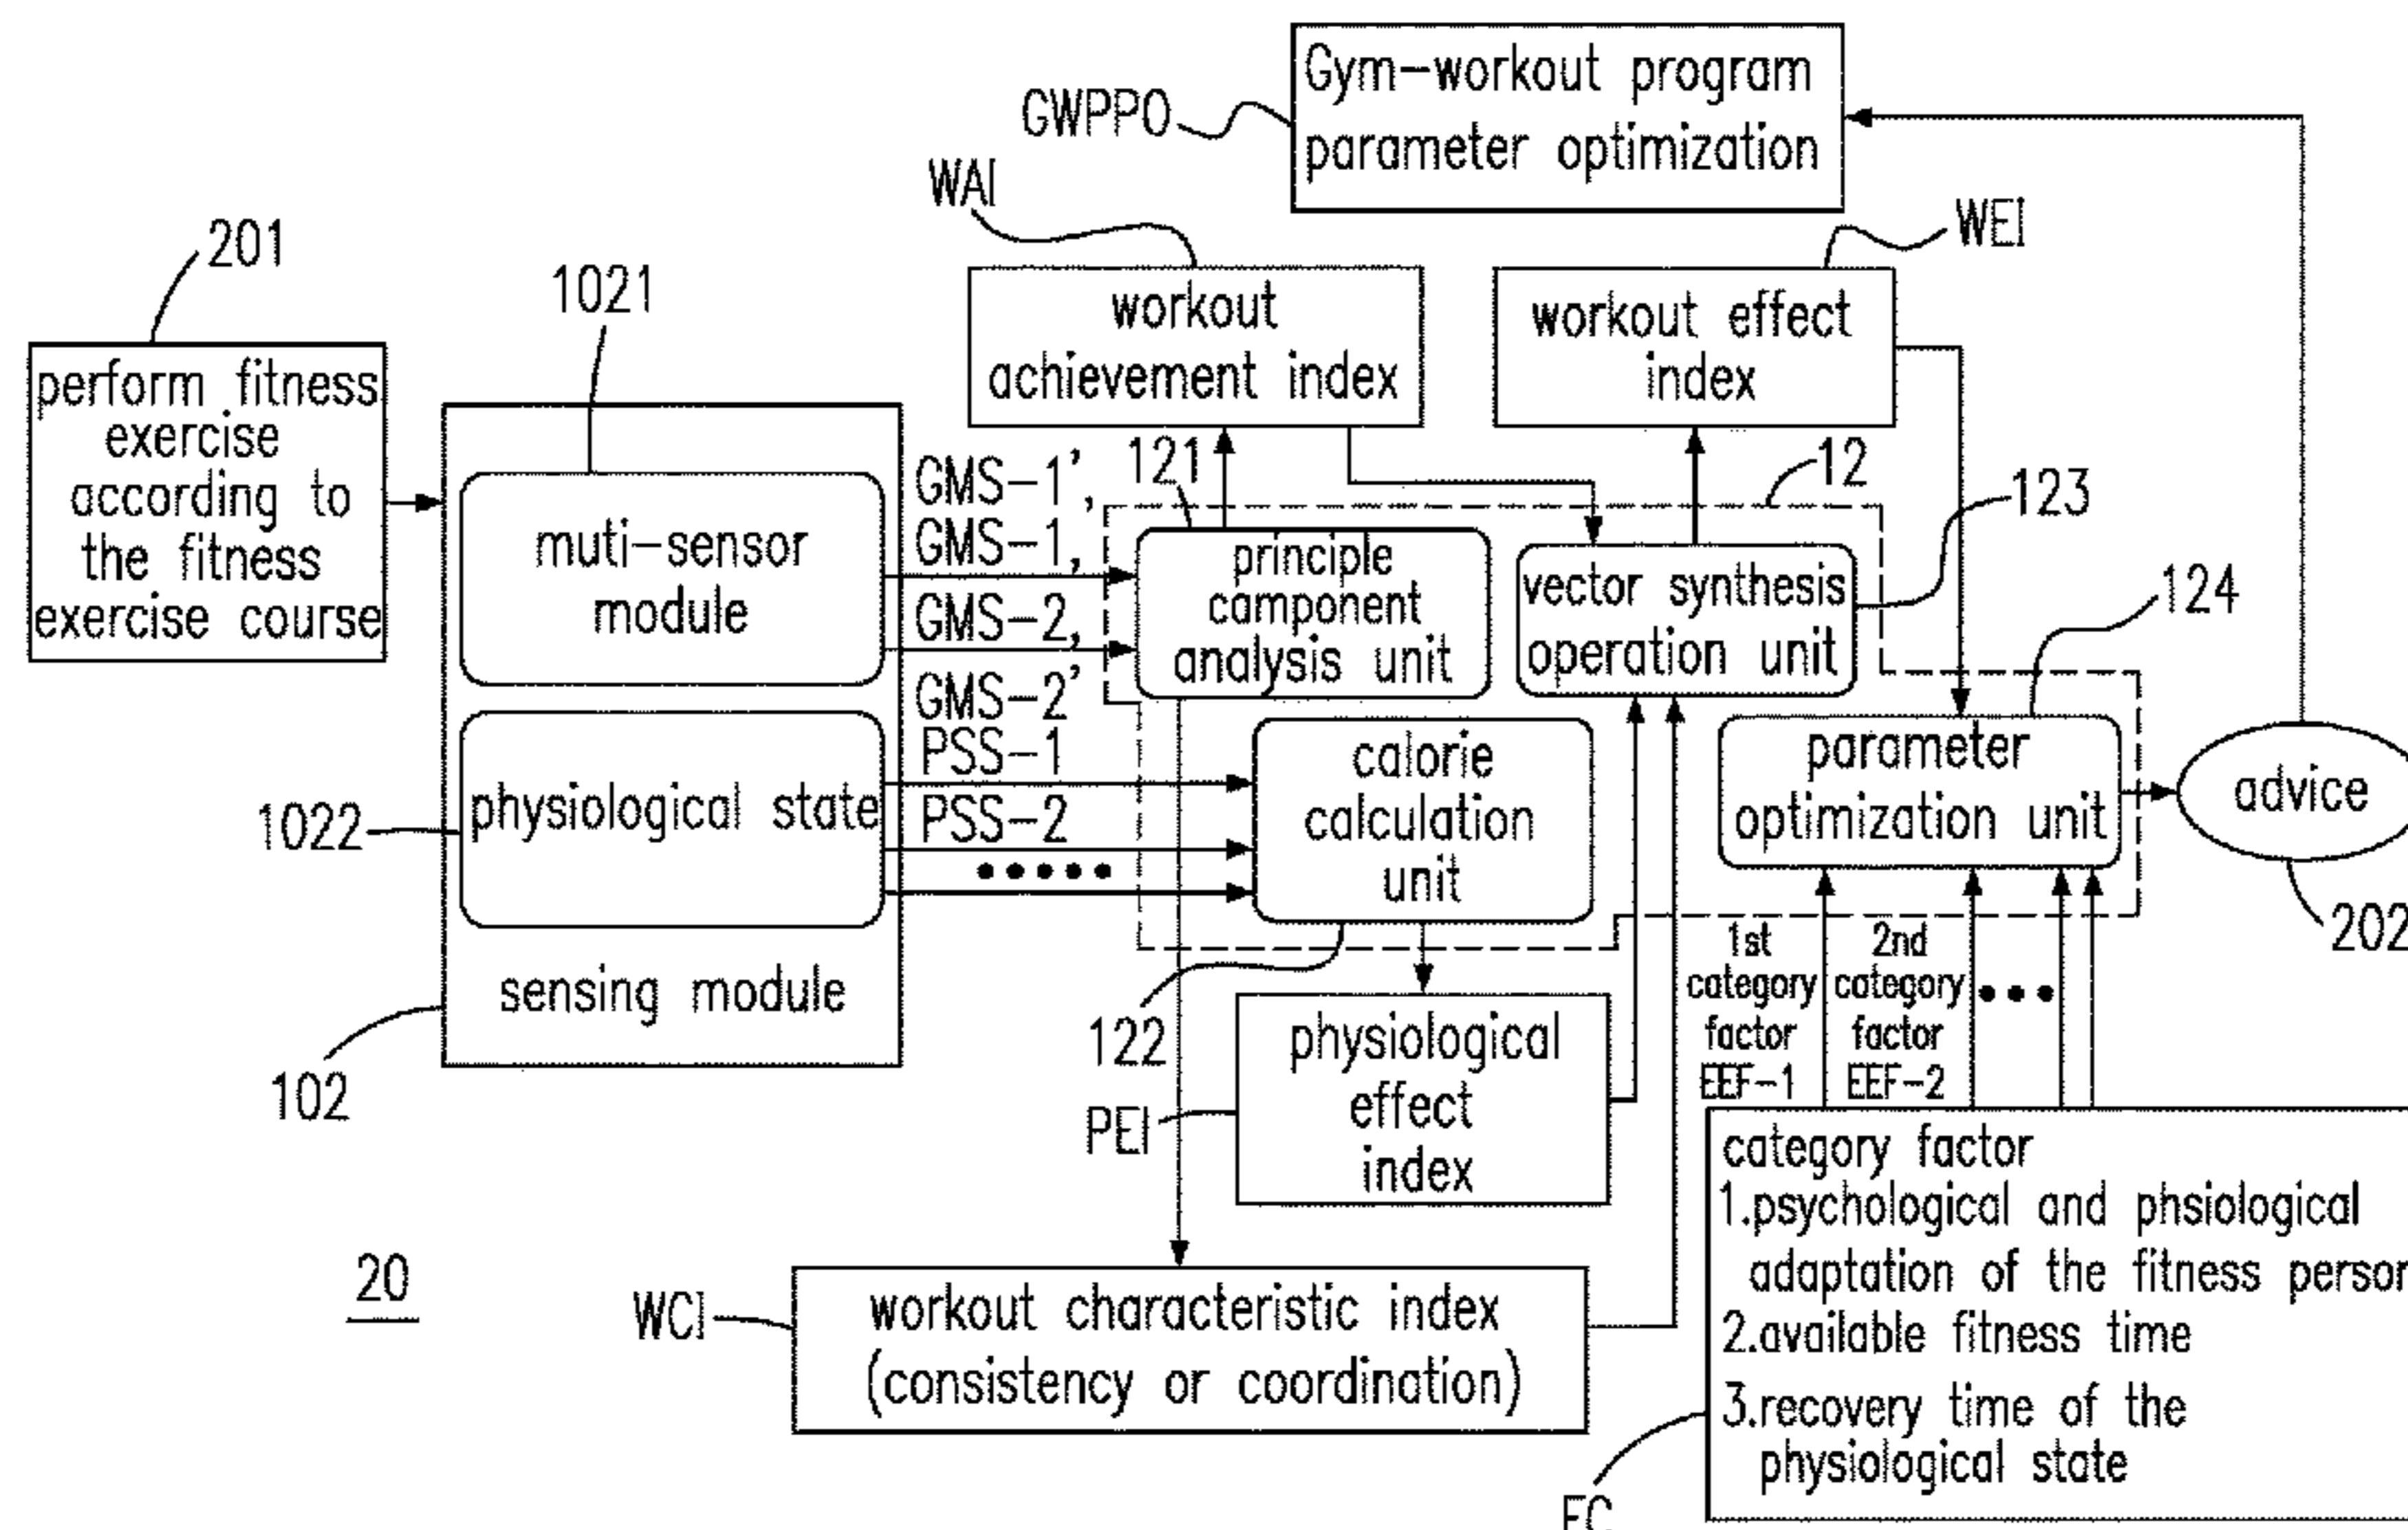 Gym-workout program
parameter optimization
GWPPO
WAI
WEI
201
1021
workout
achievement index
workout effect
index
perform fitness
exercise
according to
the fitness
exercise course
121
12
123
GMS-1',
GMS-1,
GMS-2,
GMS-2'
muti-sensor
module
principle
camponent
analysis unit
vector synthesis
operation unit
124
PSS-1
PSS-2
physiological state
1022
calorie
calculation
unit
parameter
optimization unit
advice
202
sensing module
102
122
1st
category
factor
EEF-1
2nd
category
factor
EEF-2
physiological
effect
index
PEI
category factor
1.psychological and phsiological
adaptation of the fitness person
2.available fitness time
3.recovery time of the
physiological state
20
WCI
workout characteristic index
(consistency or coordination)